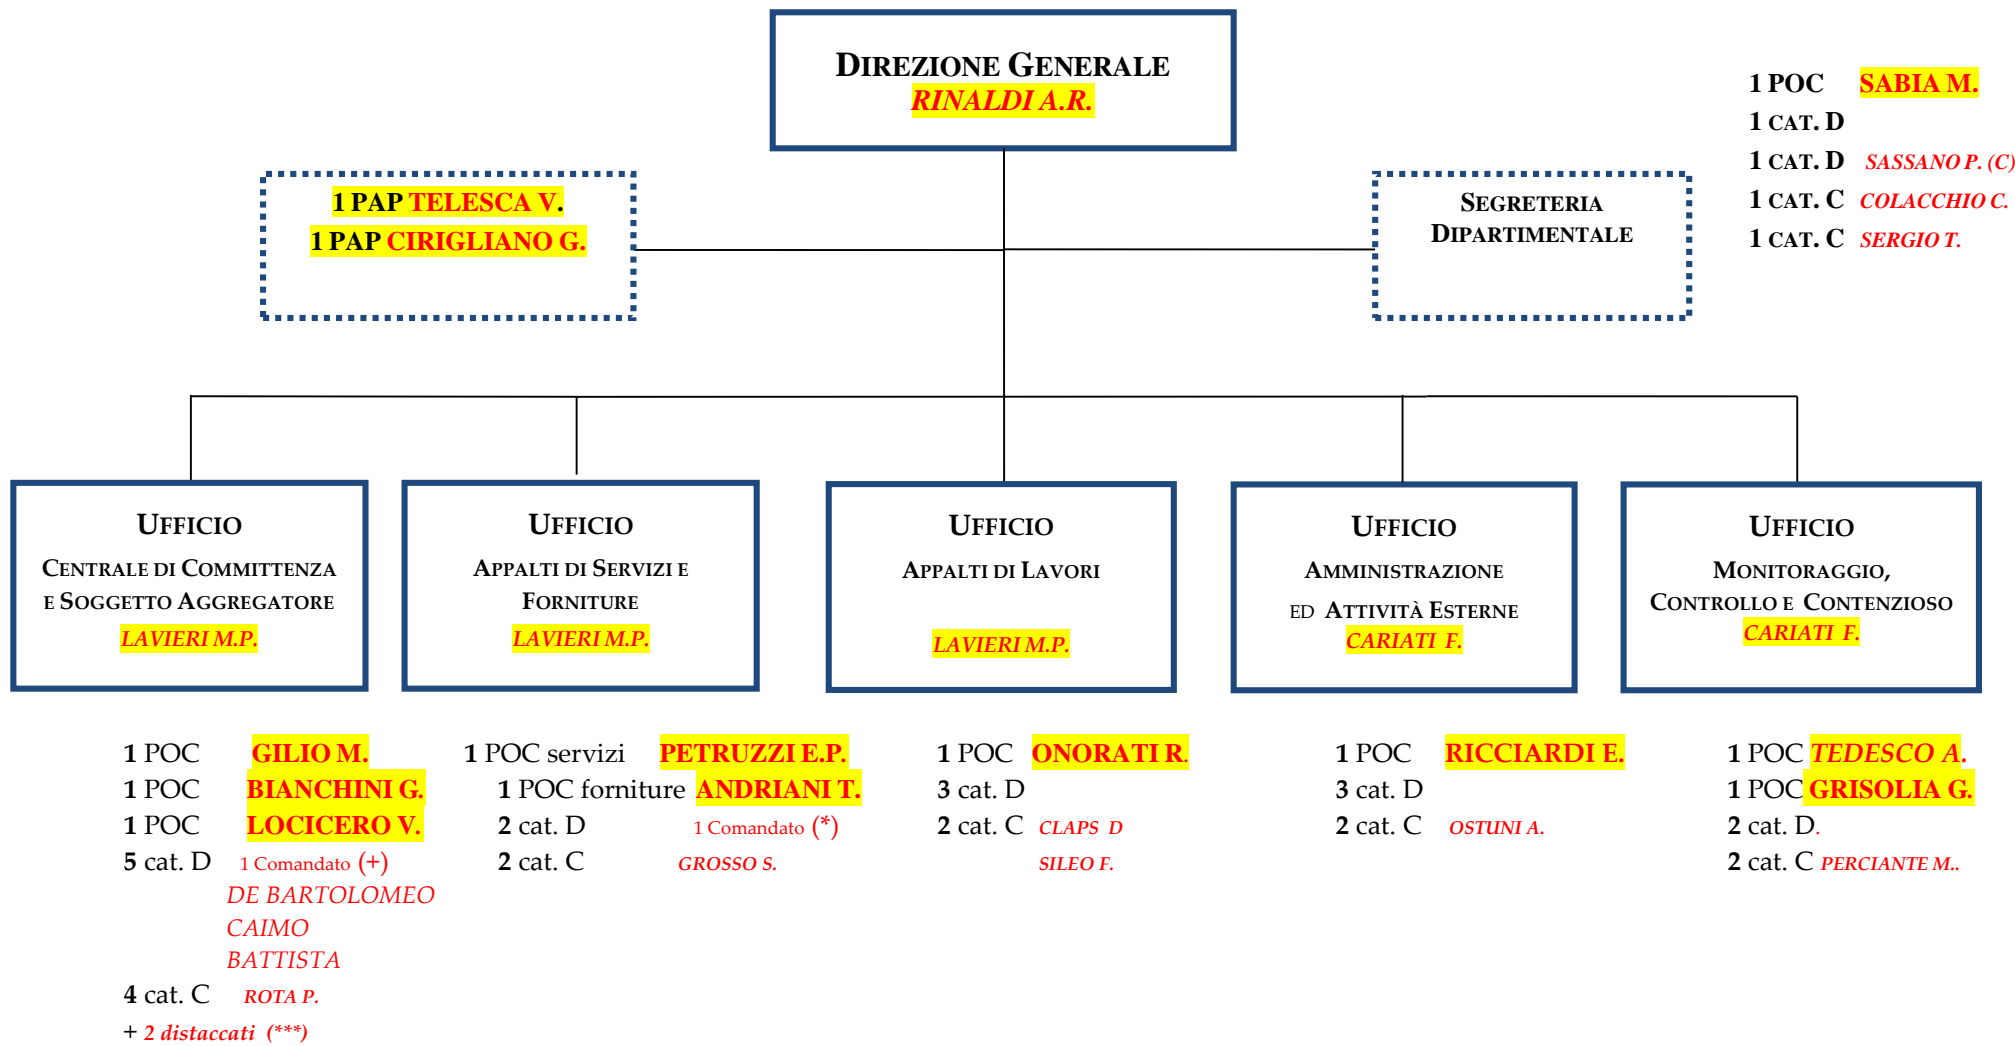 DIREZIONE GENERALE
RINALDI A.R.
1 POC SABIA M.
1 CAT. D
1 CAT. D SASSANO P. (C)
1 CAT. C COLACCHIO C.
1 CAT. C SERGIO T.
1 PAP TELESCA V.
1 PAP CIRIGLIANO G.
SEGRETERIA
DIPARTIMENTALE
UFFICIO
CENTRALE DI COMMITTENZA
E SOGGETTO AGGREGATORE
LAVIERI M.P.
UFFICIO
APPALTI DI SERVIZI E
FORNITURE
LAVIERI M.P.
UFFICIO
APPALTI DI LAVORI
LAVIERI M.P.
UFFICIO
AMMINISTRAZIONE
ED ATTIVITÀ ESTERNE
CARIATI F.
UFFICIO
MONITORAGGIO,
CONTROLLO E CONTENZIOSO
CARIATI F.
1 POC GILIO M.
1 POC BIANCHINI G.
1 POC LOCICERO V.
5 cat. D 1 Comandato (+)
DE BARTOLOMEO
CAIMO
BATTISTA
4 cat. C ROTA P.
+ 2 distaccati (***)
1 POC servizi PETRUZZI E.P.
1 POC forniture ANDRIANI T.
2 cat. D 1 Comandato (*)
2 cat. C GROSSO S.
1 POC ONORATI R.
3 cat. D
2 cat. C CLAPS D
SILEO F.
1 POC RICCIARDI E.
3 cat. D
2 cat. C OSTUNI A.
1 POC TEDESCO A.
1 POC GRISOLIA G.
2 cat. D.
2 cat. C PERCIANTE M..